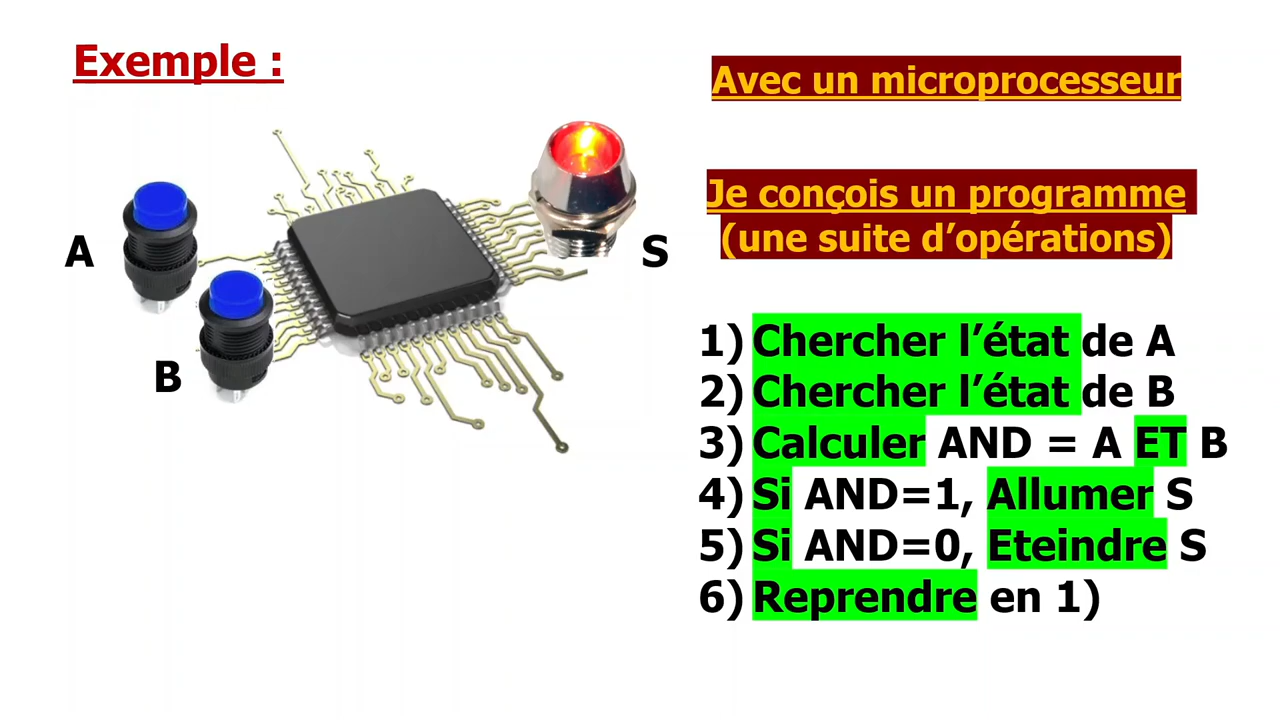 Exemple :
Avec un microprocesseur
Je conçois un programme
(une suite d’opérations)
A
B
S
1) Chercher l’état de A
2) Chercher l’état de B
3) Calculer AND = A ET B
4) Si AND=1, Allumer S
5) Si AND=0, Eteindre S
6) Reprendre en 1)